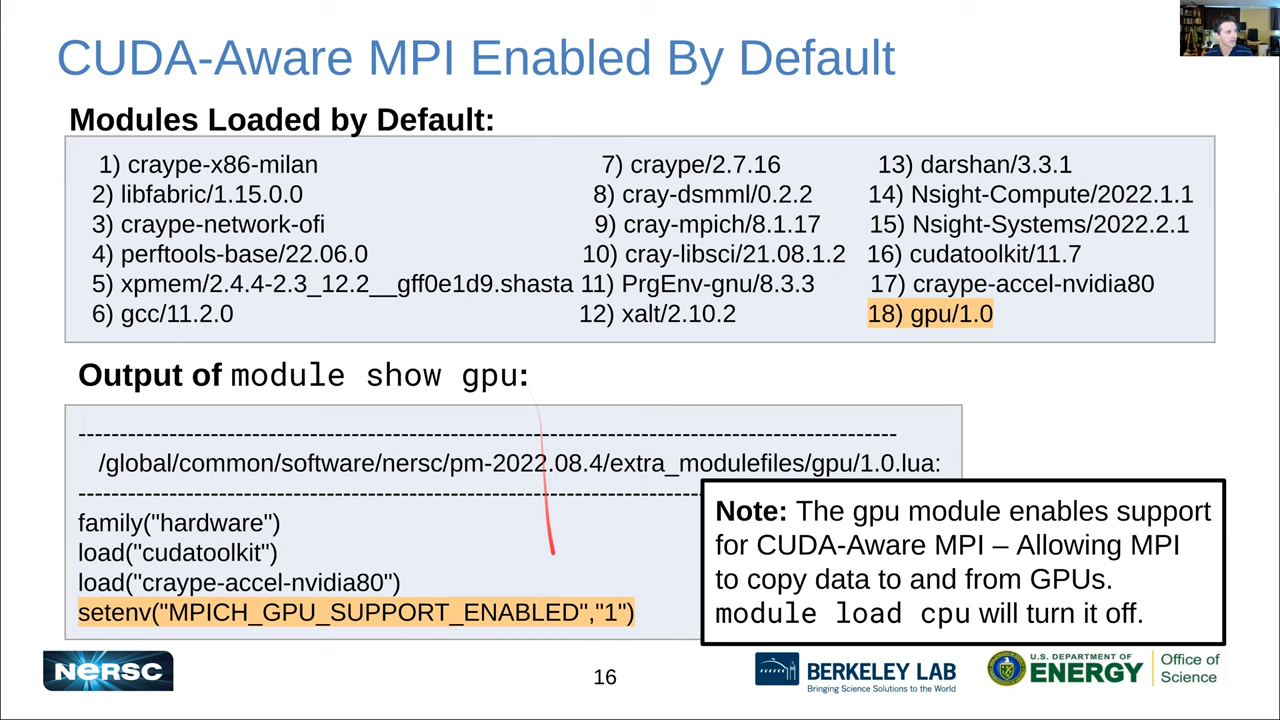 CUDA-Aware MPI Enabled By Default
Modules Loaded by Default:
1) craype-x86-milan
2) libfabric/1.15.0.0
3) craype-network-ofi
4) perftools-base/22.06.0
5) xpmem/2.4.4-2.3_12.2__gff0e1d9.shasta
6) gcc/11.2.0
7) craype/2.7.16
8) cray-dsmml/0.2.2
9) cray-mpich/8.1.17
10) cray-libsci/21.08.1.2
11) PrgEnv-gnu/8.3.3
12) xalt/2.10.2
13) darshan/3.3.1
14) Nsight-Compute/2022.1.1
15) Nsight-Systems/2022.2.1
16) cudatoolkit/11.7
17) craype-accel-nvidia80
18) gpu/1.0
Output of module show gpu:
----------------------------------------------------------------------------------------------------
/global/common/software/nersc/pm-2022.08.4/extra_modulefiles/gpu/1.0.lua:
----------------------------------------------------------------------------
family("hardware")
load("cudatoolkit")
load("craype-accel-nvidia80")
setenv("MPICH_GPU_SUPPORT_ENABLED","1")
Note: The gpu module enables support
for CUDA-Aware MPI – Allowing MPI
to copy data to and from GPUs.
module load cpu will turn it off.
NERSC
16
BERKELEY LAB
Bringing Science Solutions to the World
U.S. DEPARTMENT OF
ENERGY
Office of
Science